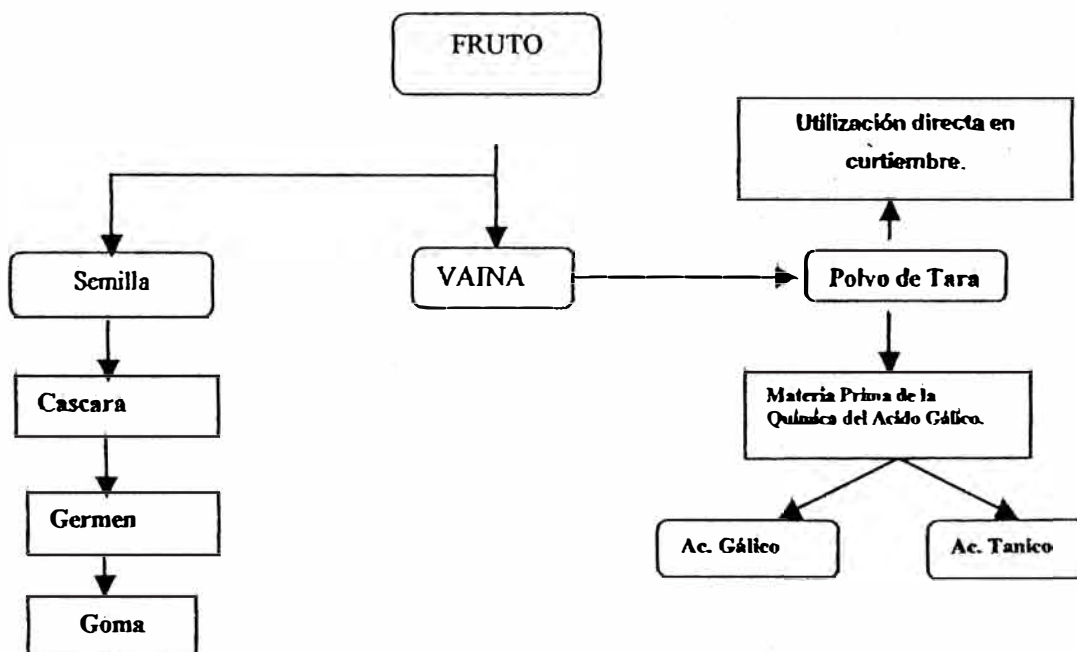 FRUTO
Utilización directa en
curtiembre.
Semilla
VAINA
Polvo de Tara
Cascara
Materia Prima de la
Química del Acido Gálico.
Germen
Ac. Gálico
Ac. Tanico
Goma